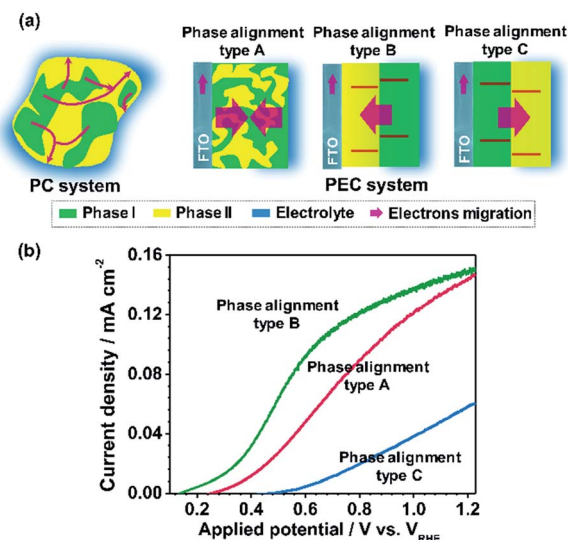 (a)
Phase alignment
type A
Phase alignment
type B
Phase alignment
type C
FTO
FTO
FTO
PC system
PEC system
Phase I
Phase II
Electrolyte
Electrons migration
(b)
Current density / mA cm⁻²
0.16
0.12
0.08
0.04
0.00
Phase alignment
type B
Phase alignment
type A
Phase alignment
type C
0.2
0.4
0.6
0.8
1.0
1.2
Applied potential / V vs. V_RHE